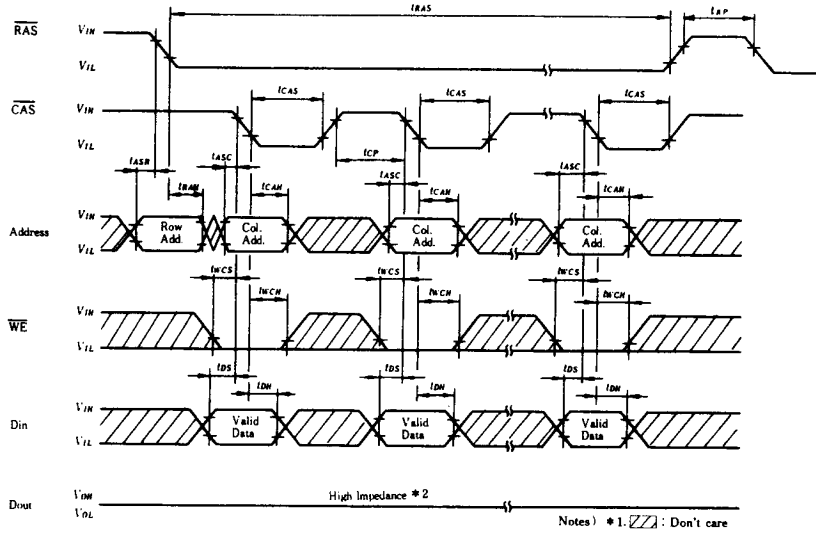 tRAS
tRP
RAS
VIH
VIL
tCAS
tCAS
tCAS
CAS
VIH
VIL
tCP
tASR
tASC
tASC
tASC
tRAH
tCAH
tCAH
tCAH
Address
VIH
VIL
Row Add.
Col. Add.
Col. Add.
Col. Add.
tWCS
tWCS
tWCS
tWCH
tWCH
tWCH
WE
VIH
VIL
tDS
tDS
tDS
tDH
tDH
tDH
Din
VIH
VIL
Valid Data
Valid Data
Valid Data
Dout
VOH
VOL
High Impedance *2
Notes) *1. : Don't care